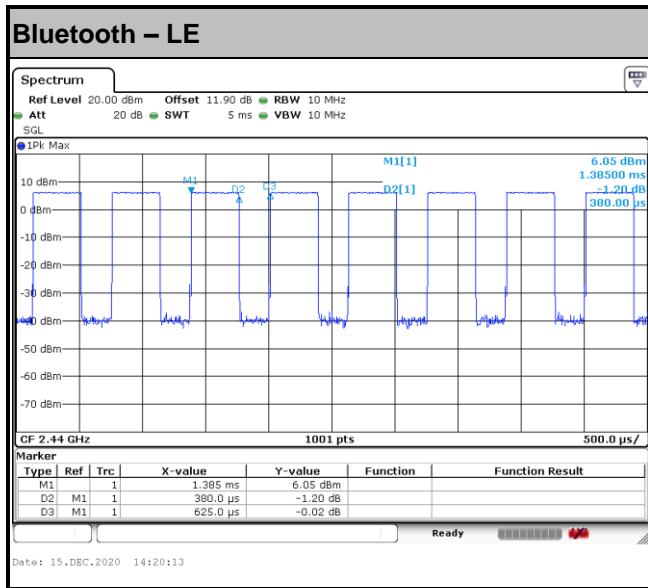 Bluetooth – LE
Spectrum
Ref Level 20.00 dBm Offset 11.90 dB RBW 10 MHz
Att 20 dB SWT 5 ms VBW 10 MHz
SGL
1Pk Max
M1[1] 6.05 dBm
1.38500 ms
D2[1] -1.20 dB
380.00 µs
M1 D2 D3
10 dBm
0 dBm
-10 dBm
-20 dBm
-30 dBm
-40 dBm
-50 dBm
-60 dBm
-70 dBm
CF 2.44 GHz 1001 pts 500.0 µs/
Marker
Type Ref Trc X-value Y-value Function Function Result
M1 1 1.385 ms 6.05 dBm
D2 M1 1 380.0 µs -1.20 dB
D3 M1 1 625.0 µs -0.02 dB
Ready
Date: 15.DEC.2020 14:20:13